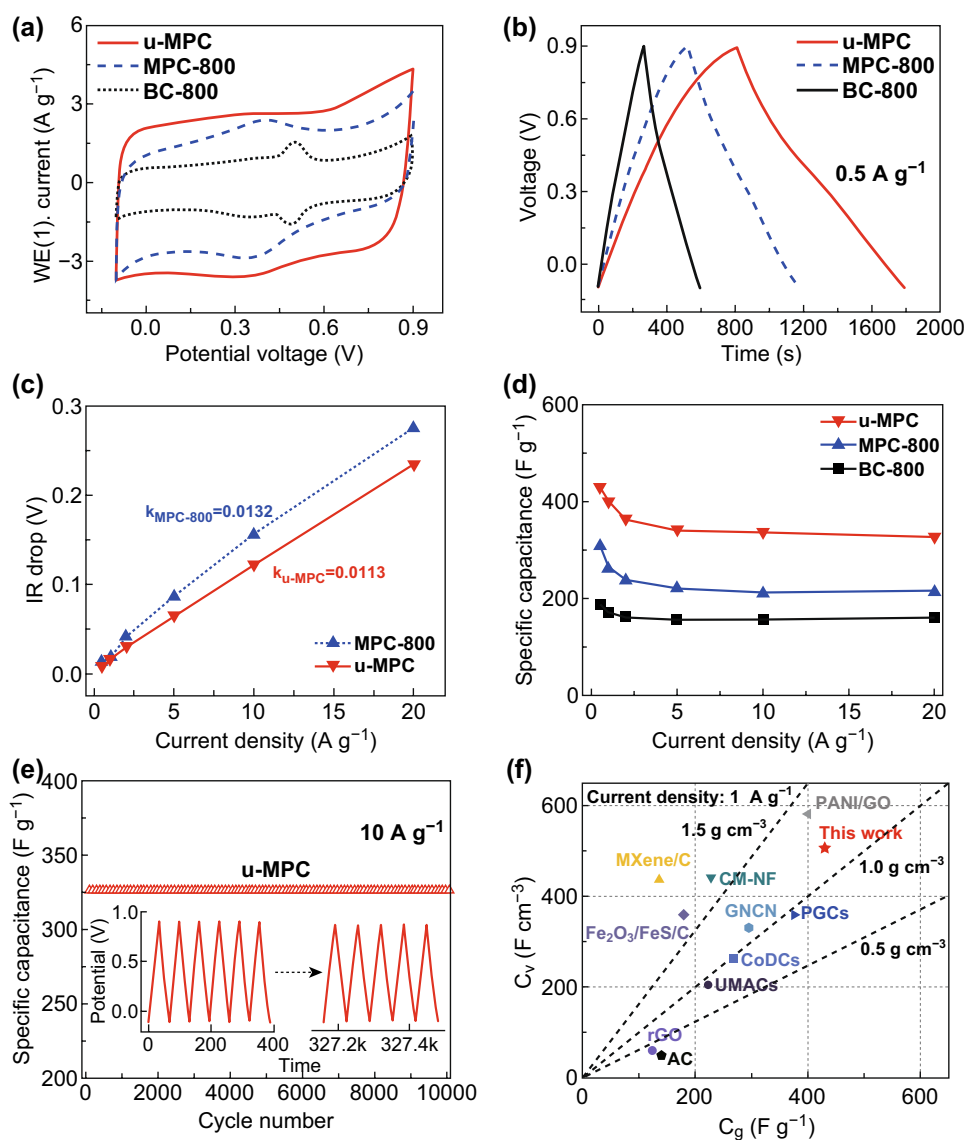 (a)
u-MPC
MPC-800
BC-800
WE(1). current (A g⁻¹)
6
3
0
−3
0.0
0.3
0.6
0.9
Potential voltage (V)
(b)
u-MPC
MPC-800
BC-800
0.5 A g⁻¹
Voltage (V)
0.9
0.6
0.3
0.0
0
400
800
1200
1600
2000
Time (s)
(c)
IR drop (V)
0.3
0.2
0.1
0.0
kMPC-800=0.0132
ku-MPC=0.0113
MPC-800
u-MPC
0
5
10
15
20
Current density (A g⁻¹)
(d)
u-MPC
MPC-800
BC-800
Specific capacitance (F g⁻¹)
600
400
200
0
0
5
10
15
20
Current density (A g⁻¹)
(e)
10 A g⁻¹
u-MPC
Specific capacitance (F g⁻¹)
400
375
350
325
300
275
250
225
200
Potential (V)
1.0
0.5
0.0
0
200
400
327.2k
327.4k
Time
0
2000
4000
6000
8000
10000
Cycle number
(f)
Current density: 1 A g⁻¹
1.5 g cm⁻³
PANI/GO
This work
1.0 g cm⁻³
MXene/C
CM-NF
Fe₂O₃/FeS/C
GNCN
PGCs
0.5 g cm⁻³
CoDCs
UMACs
rGO
AC
Cv (F cm⁻³)
600
400
200
0
0
200
400
600
Cg (F g⁻¹)